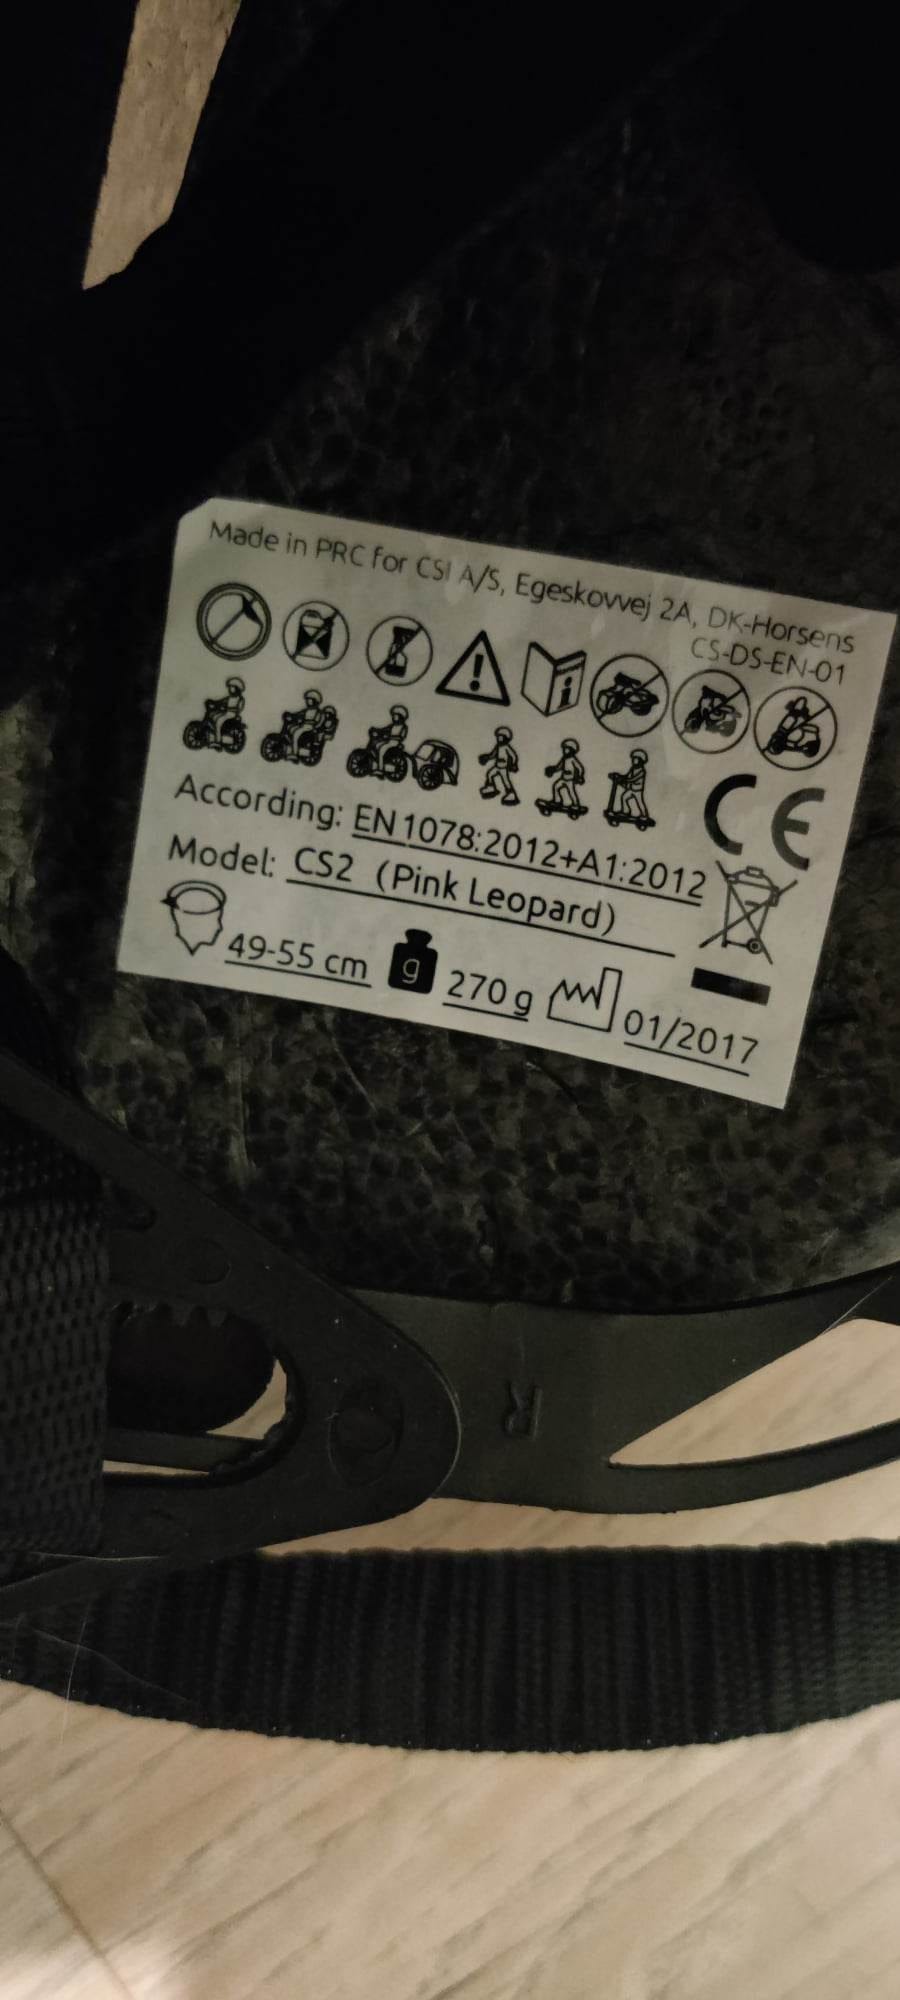 Made in PRC for CSI A/S, Egeskovvej 2A, DK-Horsens
CS-DS-EN-01
According: EN1078:2012+A1:2012
Model: CS2 (Pink Leopard)
49-55 cm g 270 g 01/2017
CE
R